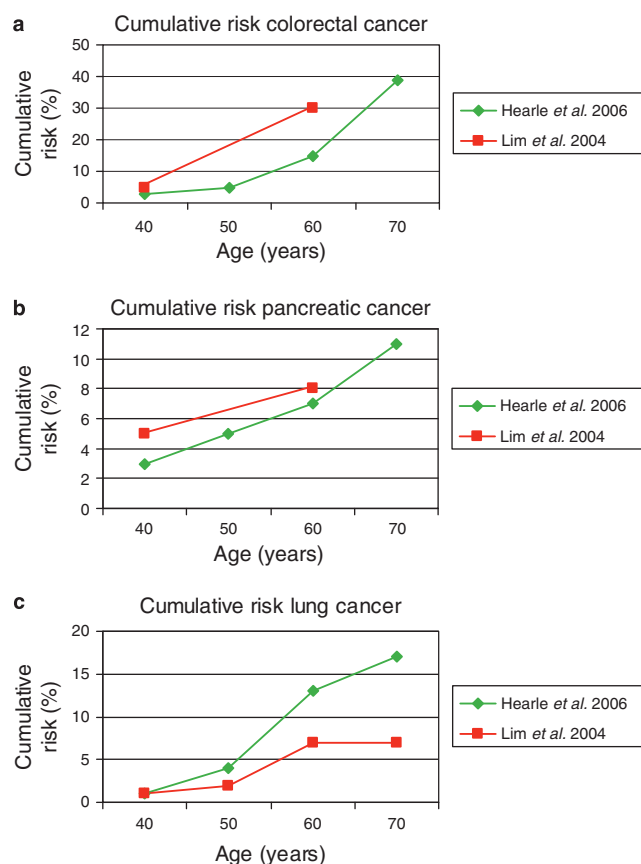 a
Cumulative risk colorectal cancer
Cumulative
risk (%)
50
40
30
20
10
0
40 50 60 70
Age (years)
Hearle et al. 2006
Lim et al. 2004
b
Cumulative risk pancreatic cancer
Cumulative
risk (%)
12
10
8
6
4
2
0
40 50 60 70
Age (years)
Hearle et al. 2006
Lim et al. 2004
c
Cumulative risk lung cancer
Cumulative
risk (%)
20
15
10
5
0
40 50 60 70
Age (years)
Hearle et al. 2006
Lim et al. 2004